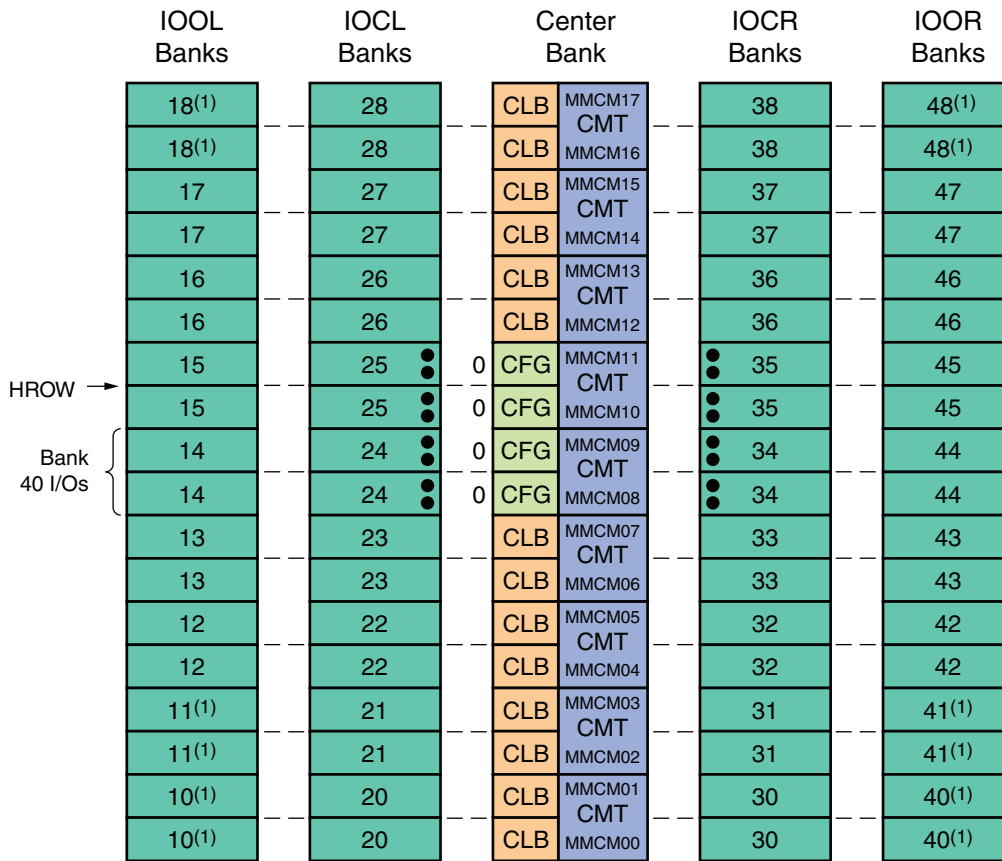 IOOL Banks IOCL Banks Center Bank IOCR Banks IOOR Banks
18(1) 28 CLB MMCM17 38 48(1)
CMT
18(1) 28 CLB MMCM16 38 48(1)
17 27 CLB MMCM15 37 47
CMT
17 27 CLB MMCM14 37 47
16 26 CLB MMCM13 36 46
CMT
16 26 CLB MMCM12 36 46
15 25 0 CFG MMCM11 35 45
HROW CMT
15 25 0 CFG MMCM10 35 45
Bank 40 I/Os
14 24 0 CFG MMCM09 34 44
CMT
14 24 0 CFG MMCM08 34 44
13 23 CLB MMCM07 33 43
CMT
13 23 CLB MMCM06 33 43
12 22 CLB MMCM05 32 42
CMT
12 22 CLB MMCM04 32 42
11(1) 21 CLB MMCM03 31 41(1)
CMT
11(1) 21 CLB MMCM02 31 41(1)
10(1) 20 CLB MMCM01 30 40(1)
CMT
10(1) 20 CLB MMCM00 30 40(1)